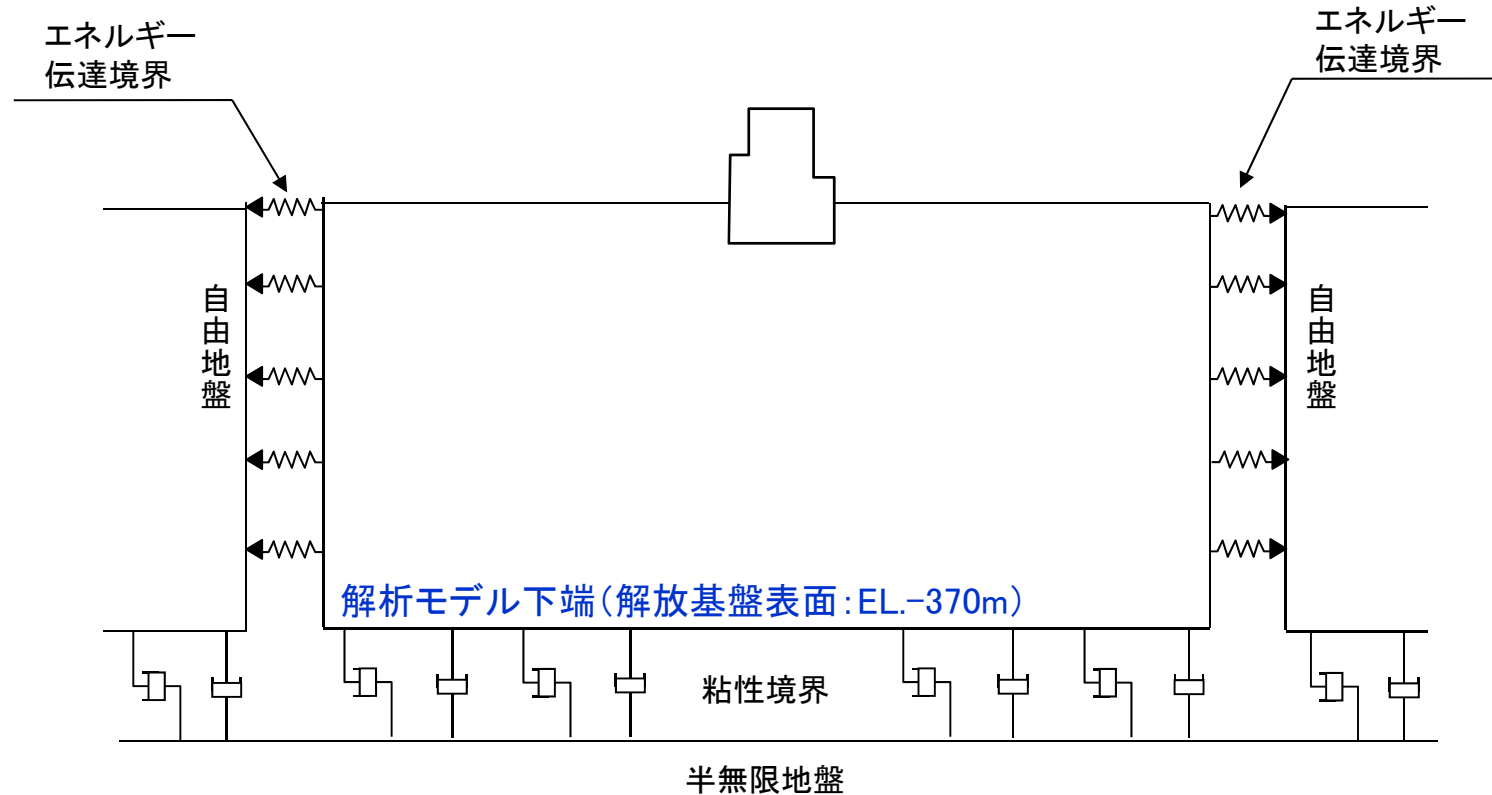 エネルギー
伝達境界
エネルギー
伝達境界
自由地盤
自由地盤
解析モデル下端（解放基盤表面：EL.-370m）
粘性境界
半無限地盤